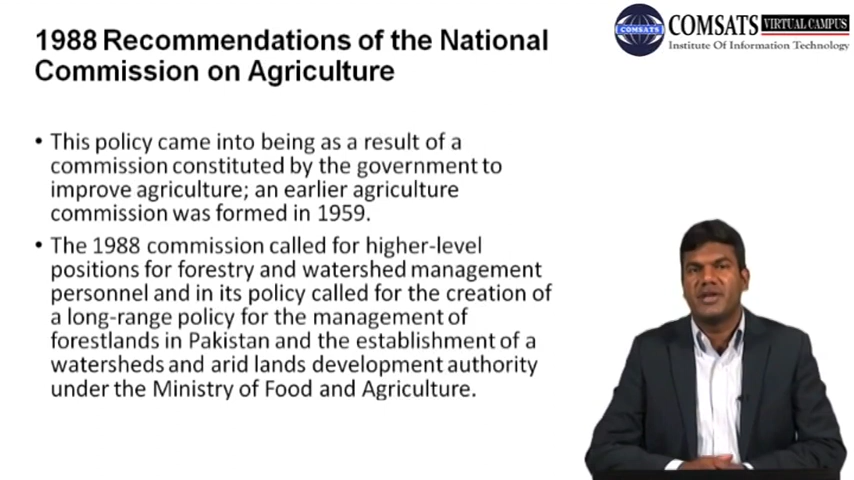 1988 Recommendations of the National
Commission on Agriculture
COMSATS
COMSATS VIRTUAL CAMPUS
Institute Of Information Technology
• This policy came into being as a result of a
commission constituted by the government to
improve agriculture; an earlier agriculture
commission was formed in 1959.
• The 1988 commission called for higher-level
positions for forestry and watershed management
personnel and in its policy called for the creation of
a long-range policy for the management of
forestlands in Pakistan and the establishment of a
watersheds and arid lands development authority
under the Ministry of Food and Agriculture.